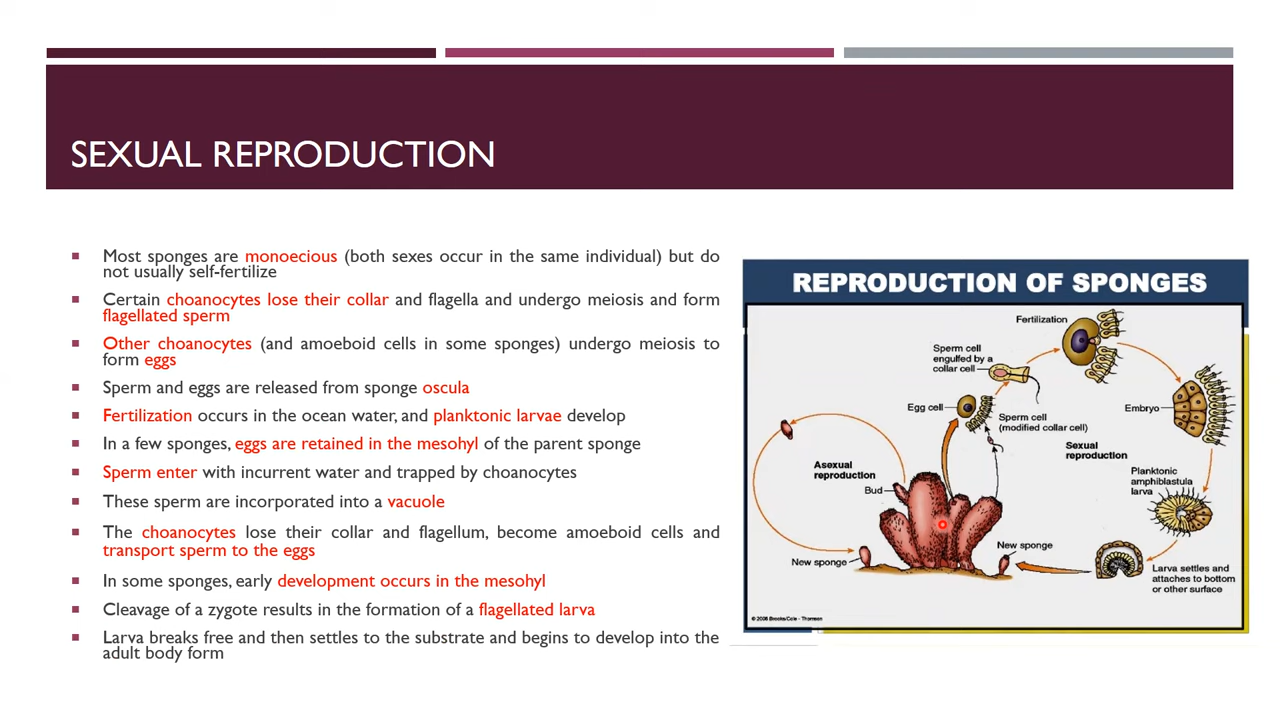 SEXUAL REPRODUCTION
Most sponges are monoecious (both sexes occur in the same individual) but do
not usually self-fertilize
Certain choanocytes lose their collar and flagella and undergo meiosis and form
flagellated sperm
Other choanocytes (and amoeboid cells in some sponges) undergo meiosis to
form eggs
Sperm and eggs are released from sponge oscula
Fertilization occurs in the ocean water, and planktonic larvae develop
In a few sponges, eggs are retained in the mesohyl of the parent sponge
Sperm enter with incurrent water and trapped by choanocytes
These sperm are incorporated into a vacuole
The choanocytes lose their collar and flagellum, become amoeboid cells and
transport sperm to the eggs
In some sponges, early development occurs in the mesohyl
Cleavage of a zygote results in the formation of a flagellated larva
Larva breaks free and then settles to the substrate and begins to develop into the
adult body form
REPRODUCTION OF SPONGES
Fertilization
Sperm cell
engulfed by a
collar cell
Egg cell
Sperm cell
(modified collar cell)
Embryo
Sexual
reproduction
Asexual
reproduction
Bud
Planktonic
amphiblastula
larva
New sponge
New sponge
Larva settles and
attaches to bottom
or other surface
© 2006 Brooks/Cole - Thomson